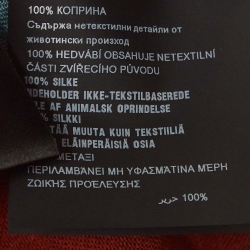 100% КОПРИНА
Съдържа нетекстилни детайли от
животински произход
100% HEDVÁBÍ OBSAHUJE NETEXTILNÍ
ČÁSTI ZVÍŘECÍHO PŮVODU
100% SILKE
INDEHOLDER IKKE-TEKSTILBASEREDE
DELE AF ANIMALSK OPRINDELSE
100% SILKKI
MUUTA KUIN TEKSTIILIÄ
ELÄINPERÄISIÄ OSIA
100% ΜΕΤΑΞΙ
ΠΕΡΙΛΑΜΒΑΝΕΙ ΜΗ ΥΦΑΣΜΑΤΙΝΑ ΜΕΡΗ
ΖΩΙΚΗΣ ΠΡΟΕΛΕΥΣΗΣ
100% حرير